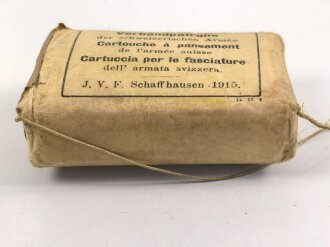 Verbandpatrone
der schweizerischen Armee
Cartouche à pansement
de l'armée suisse
Cartuccia per le fasciature
dell' armata svizzera.
J. V. F. Schaffhausen 1915.